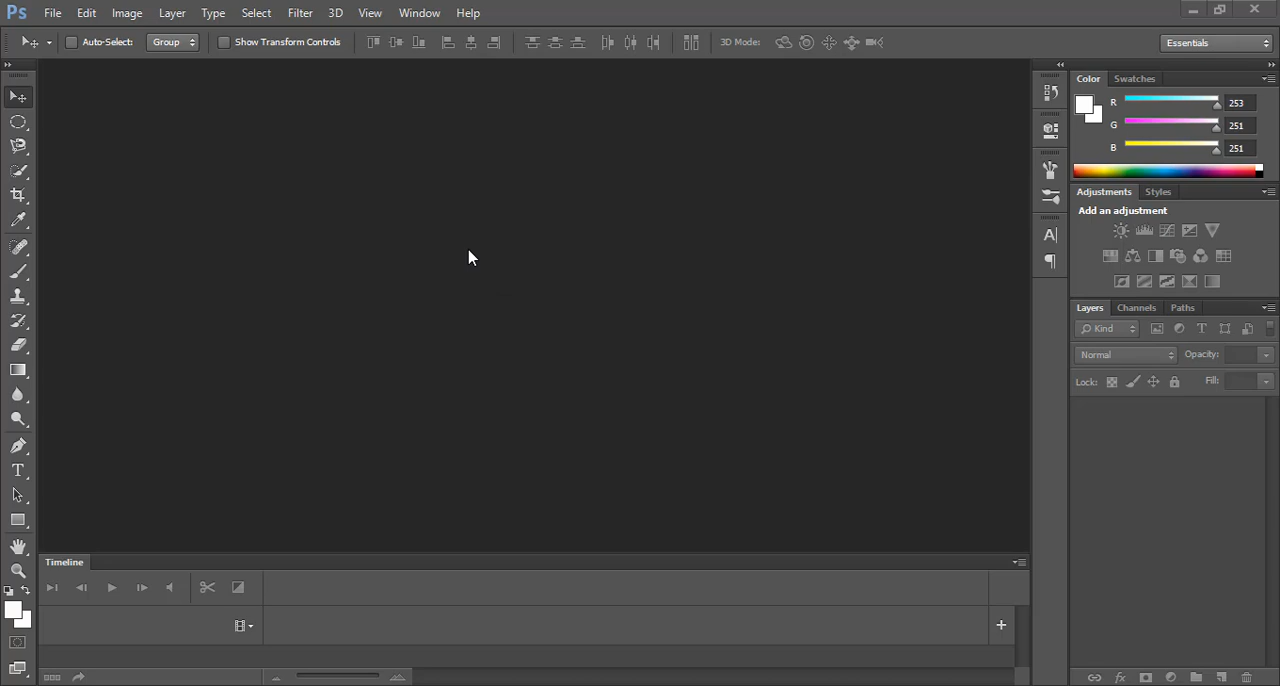 Ps File Edit Image Layer Type Select Filter 3D View Window Help
Auto-Select: Group Show Transform Controls 3D Mode: Essentials
Color Swatches
R 253
G 251
B 251
Adjustments Styles
Add an adjustment
Layers Channels Paths
Kind T
Normal Opacity:
Lock: Fill:
A
T
Timeline
fx